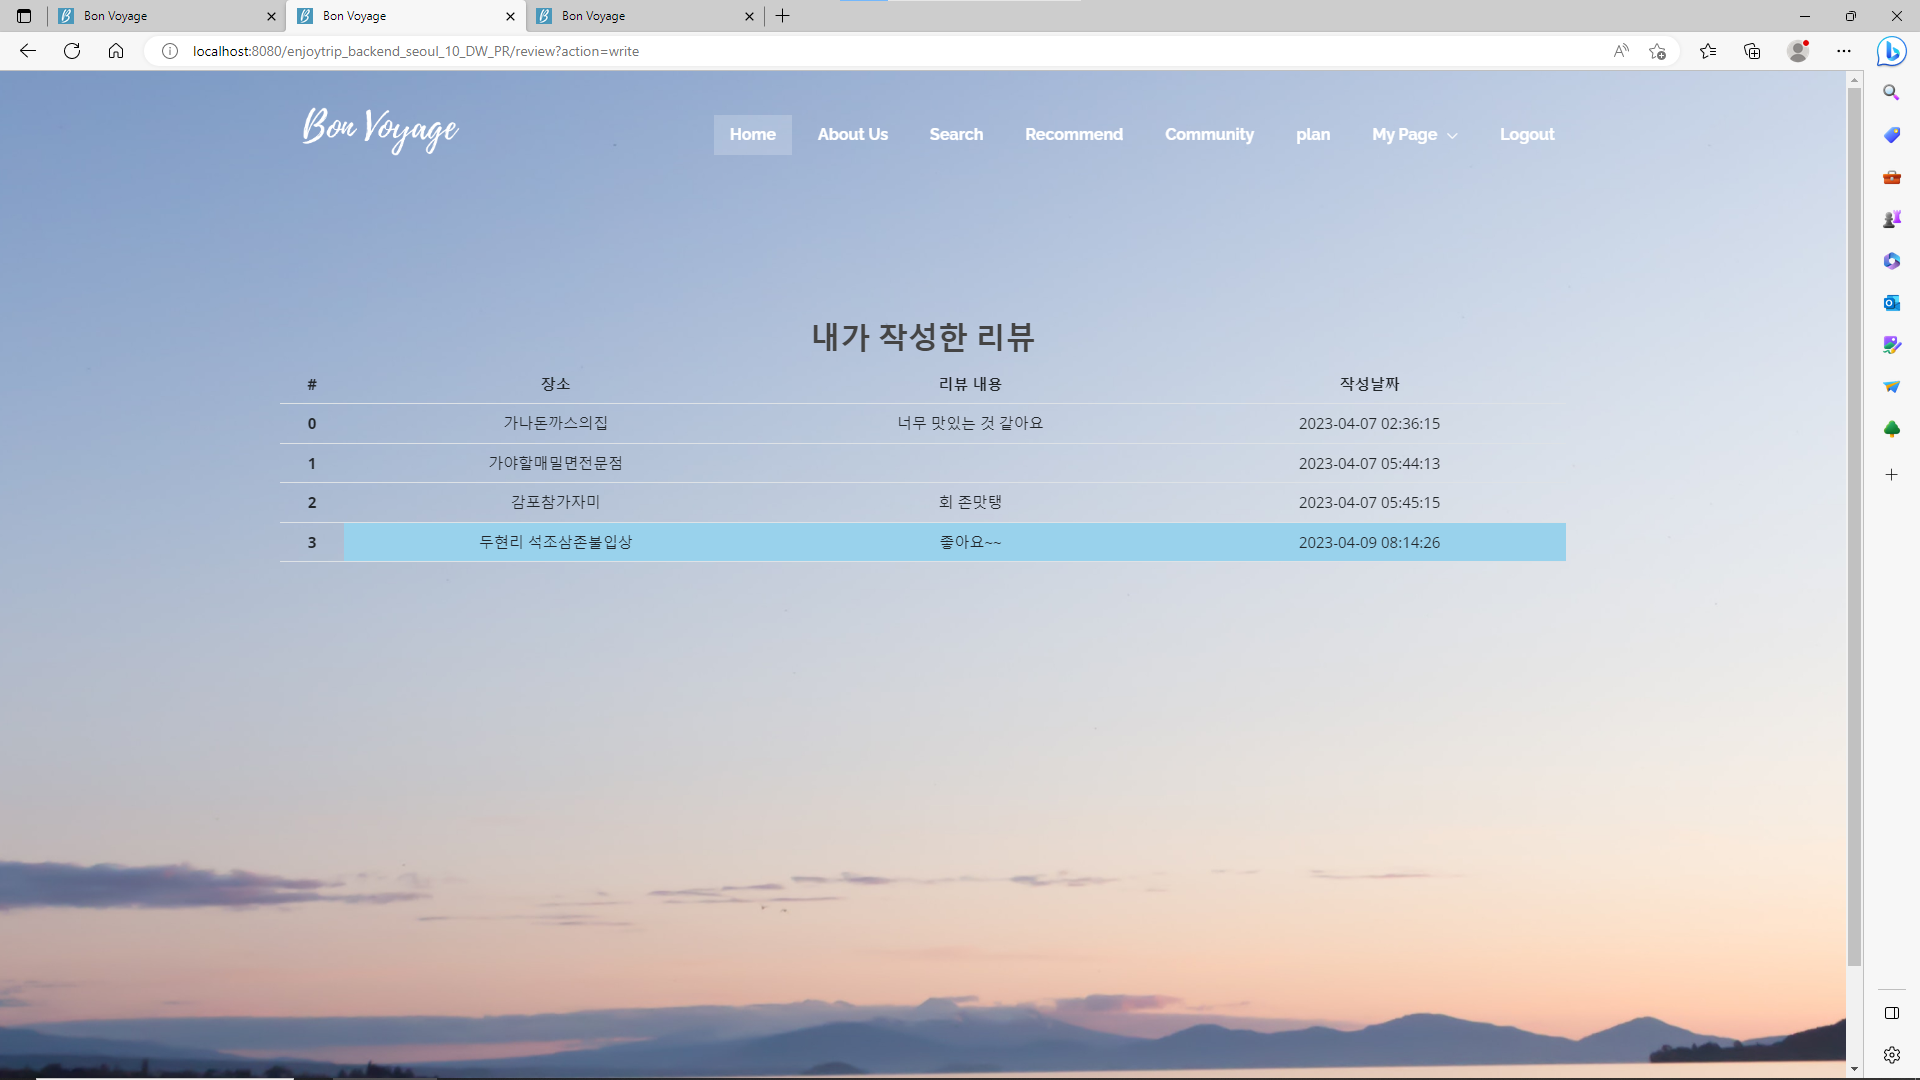 Bon Voyage Bon Voyage Bon Voyage
localhost:8080/enjoytrip_backend_seoul_10_DW_PR/review?action=write
Bon Voyage Home About Us Search Recommend Community plan My Page Logout
내가 작성한 리뷰
# 장소 리뷰 내용 작성날짜
0 가나돈까스의집 너무 맛있는 것 같아요 2023-04-07 02:36:15
1 가야할매밀면전문점 2023-04-07 05:44:13
2 감포참가자미 회 존맛탱 2023-04-07 05:45:15
3 두현리 석조삼존불입상 좋아요~~ 2023-04-09 08:14:26